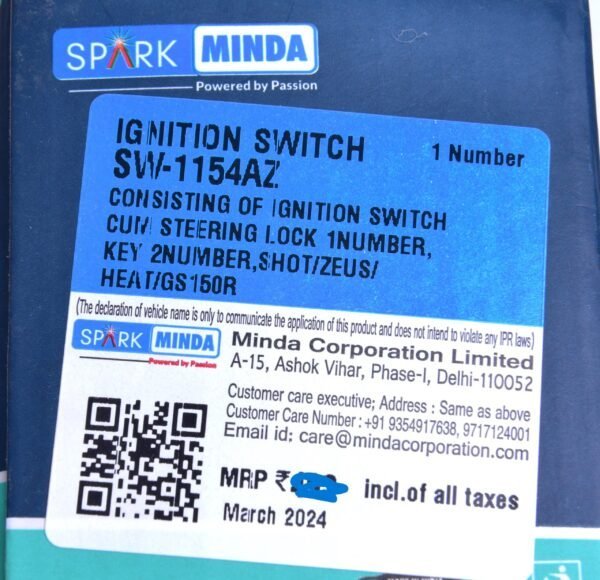 SPARK MINDA
Powered by Passion
IGNITION SWITCH 1 Number
SW-1154AZ
CONSISTING OF IGNITION SWITCH
CUM STEERING LOCK 1NUMBER,
KEY 2NUMBER,SHOT/ZEUS/
HEAT/GS150R
(The declaration of vehicle name is only to communicate the application of this product and does not intend to violate any IPR laws)
SPARK MINDA
Powered by Passion
Minda Corporation Limited
A-15, Ashok Vihar, Phase-I, Delhi-110052
Customer care executive; Address : Same as above
Customer Care Number : +91 9354917638, 9717124001
Email id: care@mindacorporation.com
MRP ₹ incl.of all taxes
March 2024